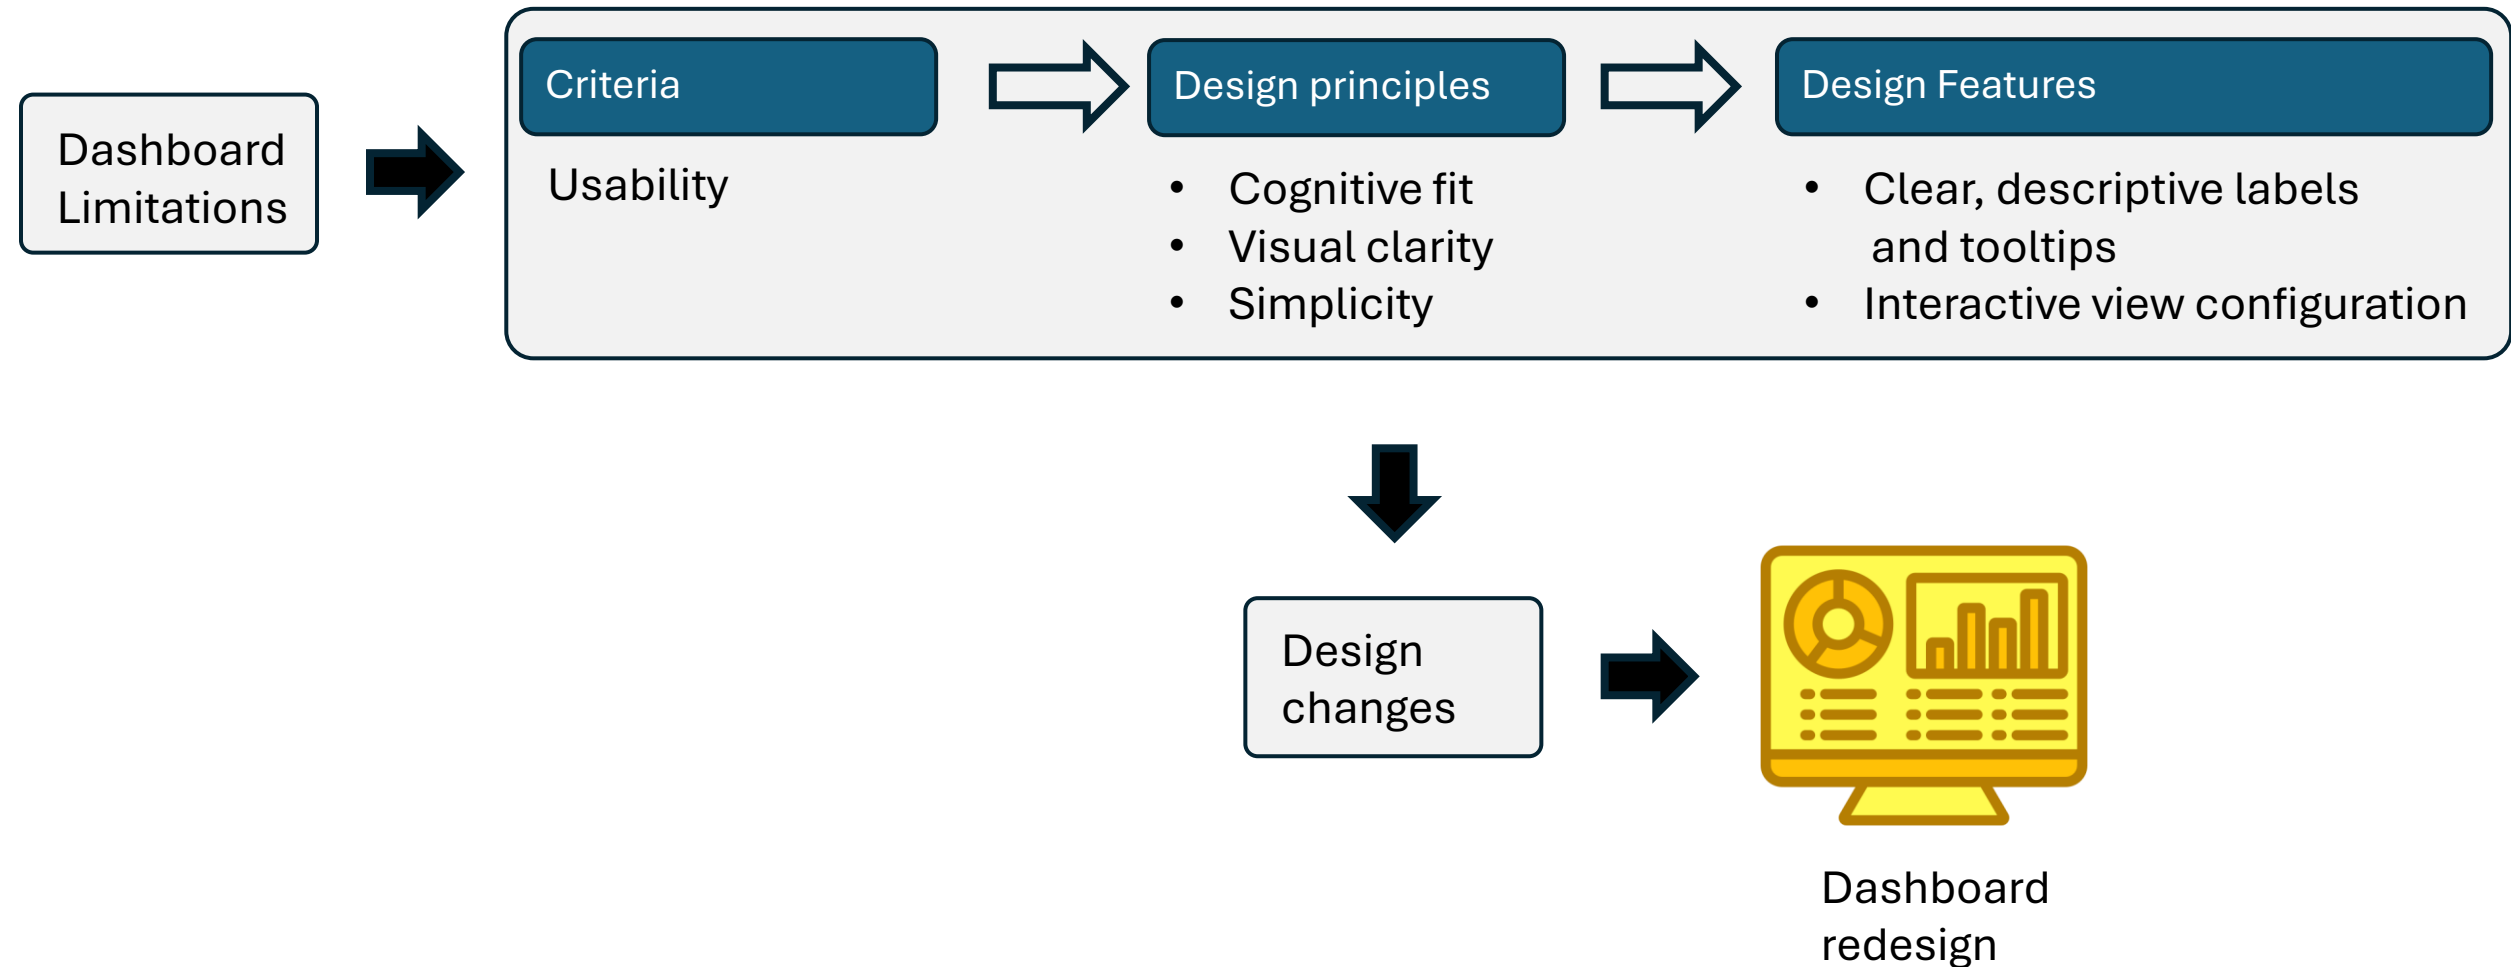 Dashboard
Limitations
Criteria
Usability
Design principles
• Cognitive fit
• Visual clarity
• Simplicity
Design Features
• Clear, descriptive labels
and tooltips
• Interactive view configuration
Design
changes
Dashboard
redesign